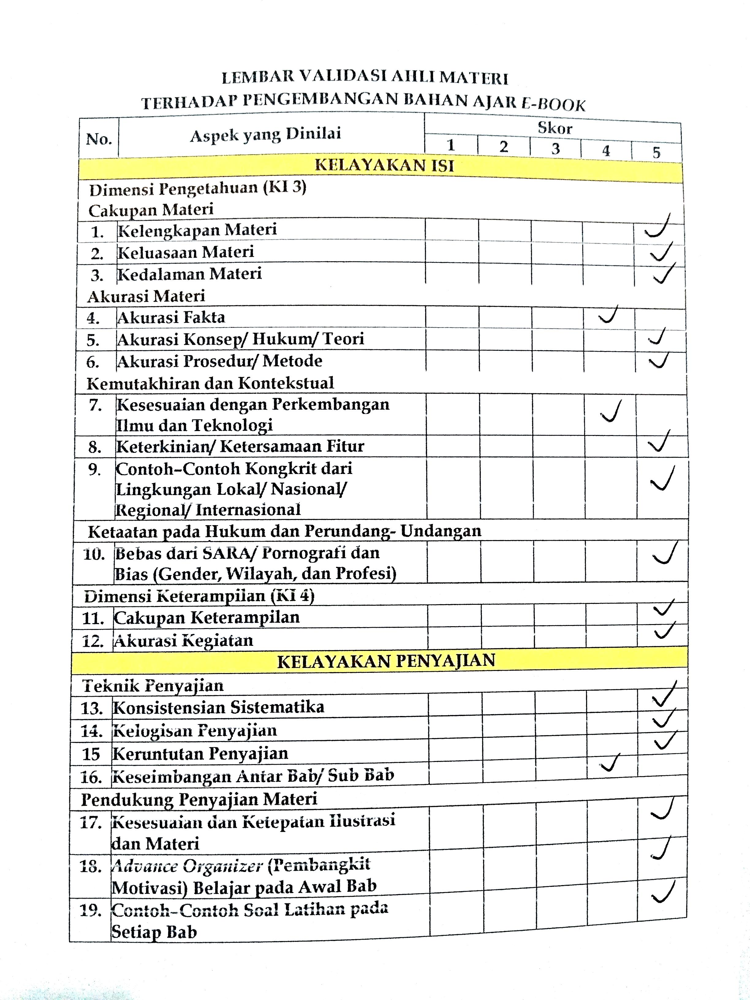 LEMBAR VALIDASI AHLI MATERI
TERHADAP PENGEMBANGAN BAHAN AJAR E-BOOK
No. Aspek yang Dinilai Skor
1 2 3 4 5
KELAYAKAN ISI
Dimensi Pengetahuan (KI 3)
Cakupan Materi
1. Kelengkapan Materi ✓
2. Keluasaan Materi ✓
3. Kedalaman Materi ✓
Akurasi Materi
4. Akurasi Fakta ✓
5. Akurasi Konsep/ Hukum/ Teori ✓
6. Akurasi Prosedur/ Metode ✓
Kemutakhiran dan Kontekstual
7. Kesesuaian dengan Perkembangan ✓
Ilmu dan Teknologi
8. Keterkinian/ Ketersamaan Fitur ✓
9. Contoh-Contoh Kongkrit dari ✓
Lingkungan Lokal/ Nasional/
Regional/ Internasional
Ketaatan pada Hukum dan Perundang- Undangan
10. Bebas dari SARA/ Pornografi dan ✓
Bias (Gender, Wilayah, dan Profesi)
Dimensi Keterampilan (KI 4)
11. Cakupan Keterampilan ✓
12. Akurasi Kegiatan ✓
KELAYAKAN PENYAJIAN
Teknik Penyajian
13. Konsistensian Sistematika ✓
14. Kelogisan Penyajian ✓
15 Keruntutan Penyajian ✓
16. Keseimbangan Antar Bab/ Sub Bab ✓
Pendukung Penyajian Materi
17. Kesesuaian dan Ketepatan Ilustrasi ✓
dan Materi
18. Advance Organizer (Pembangkit ✓
Motivasi) Belajar pada Awal Bab
19. Contoh-Contoh Soal Latihan pada ✓
Setiap Bab